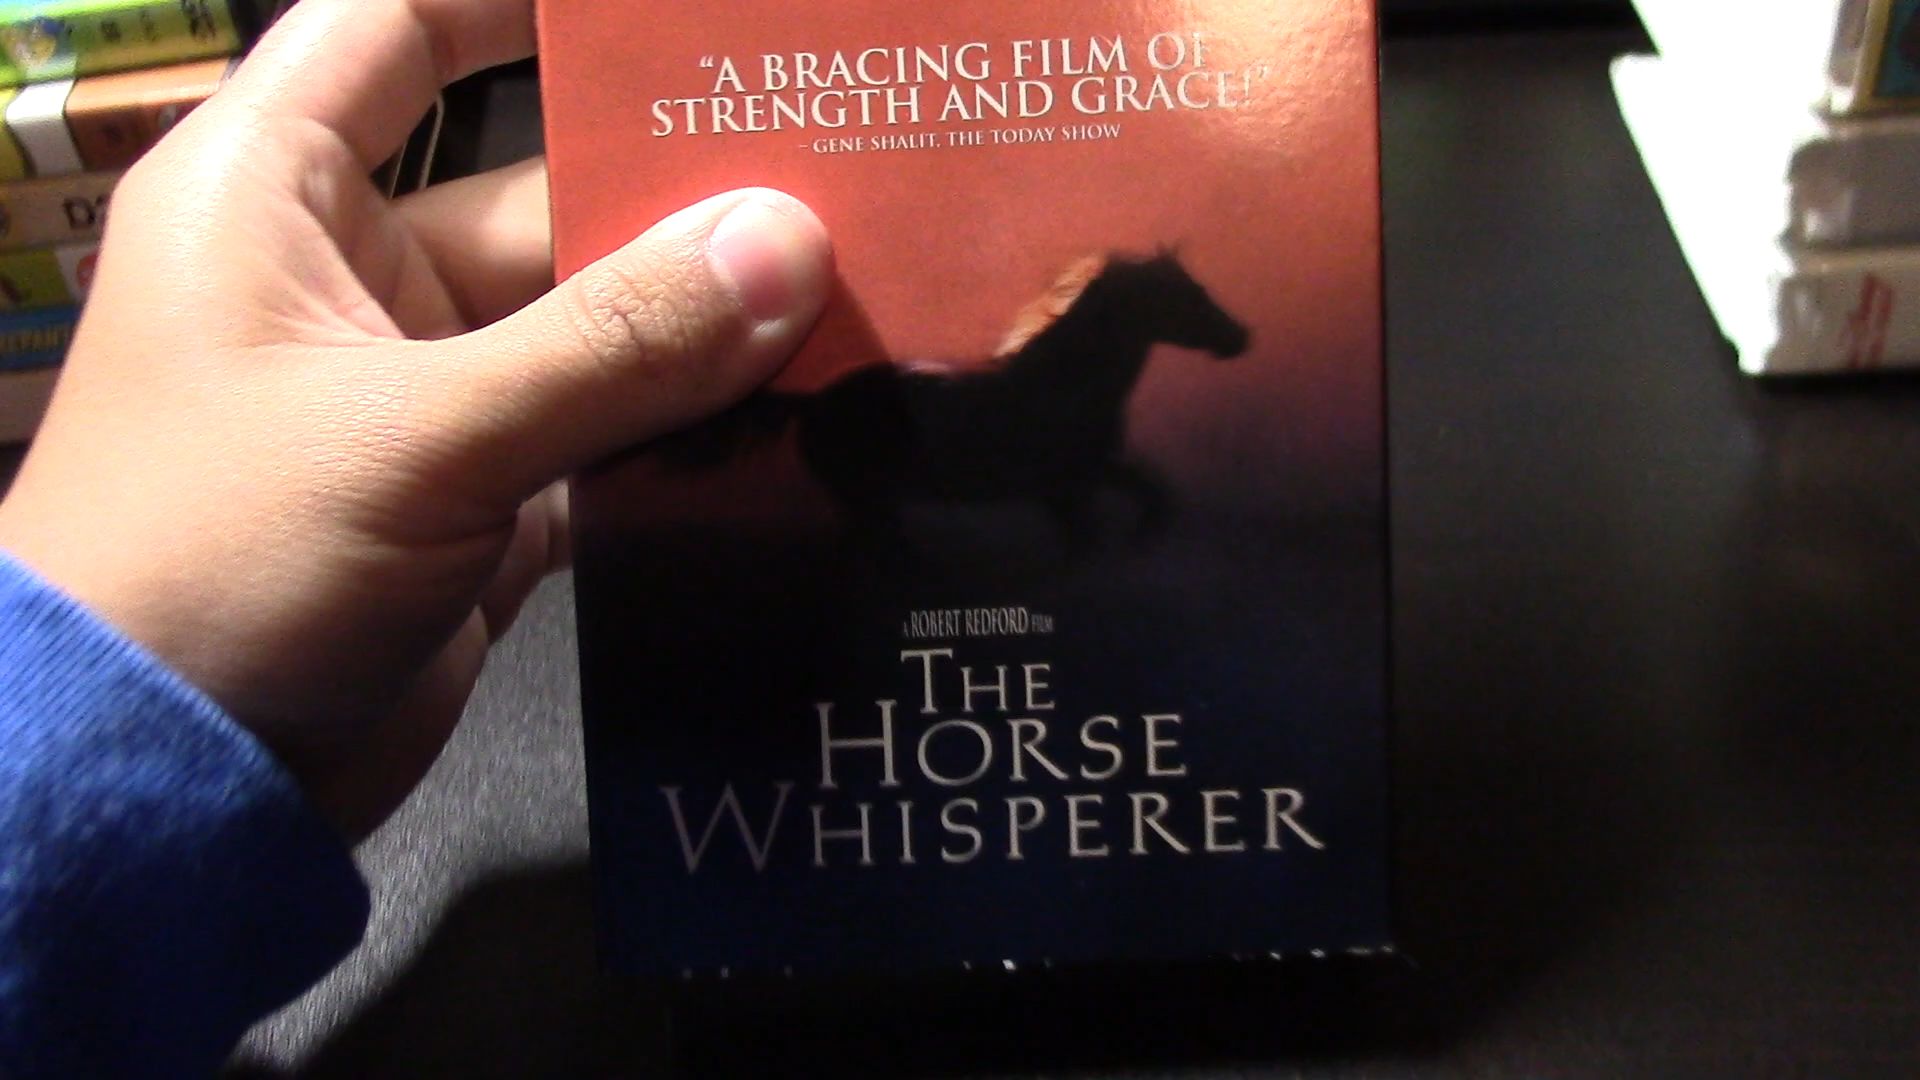 “A BRACING FILM OF
STRENGTH AND GRACE!”
– GENE SHALIT, THE TODAY SHOW
A ROBERT REDFORD FILM
THE
HORSE
WHISPERER